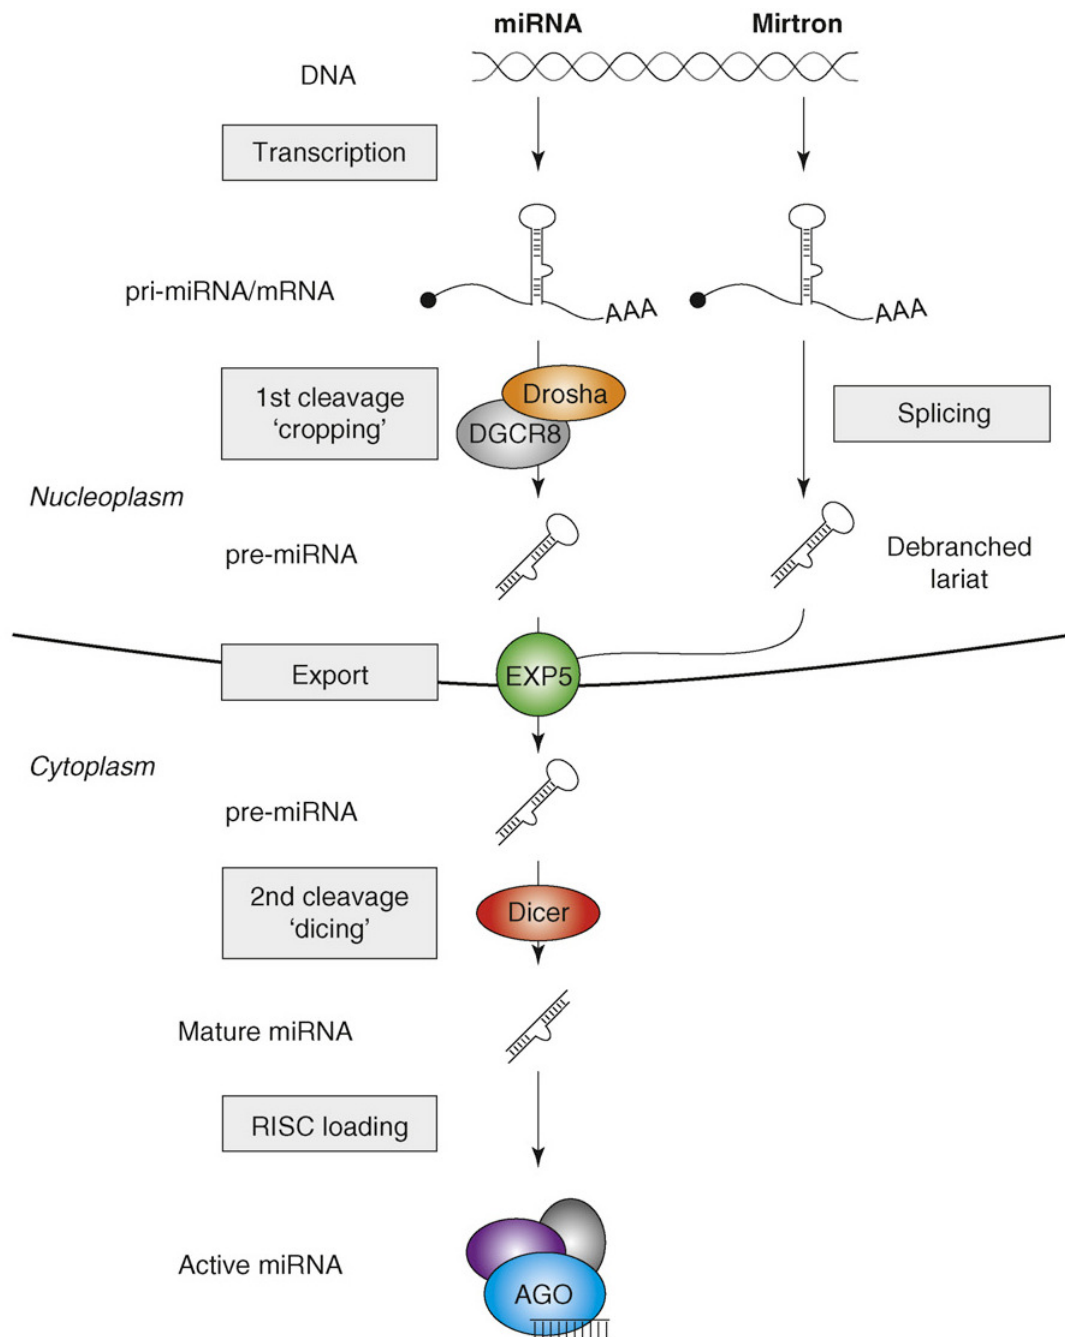 miRNA
Mirtron
DNA
Transcription
pri-miRNA/mRNA
AAA
AAA
1st cleavage
‘cropping’
Drosha
DGCR8
Splicing
Nucleoplasm
pre-miRNA
Debranched
lariat
Export
EXP5
Cytoplasm
pre-miRNA
2nd cleavage
‘dicing’
Dicer
Mature miRNA
RISC loading
Active miRNA
AGO